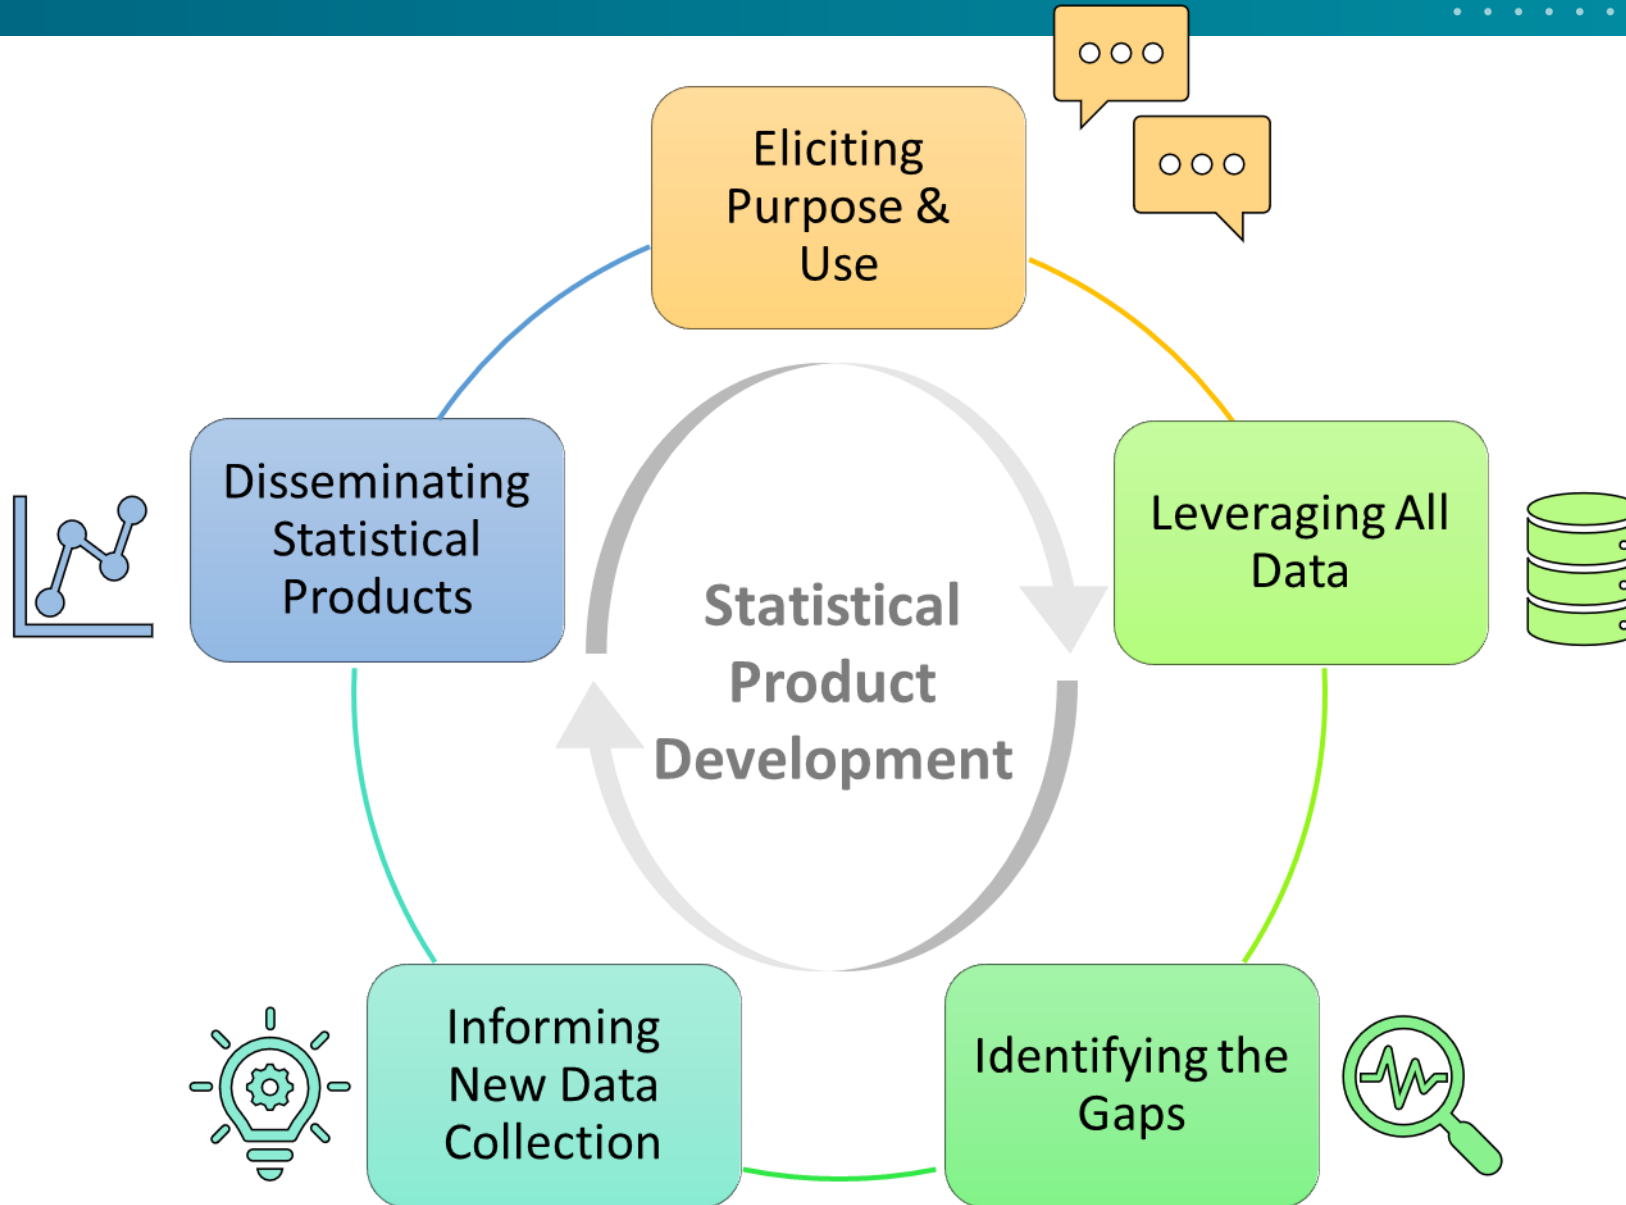 Eliciting
Purpose &
Use
Leveraging All
Data
Identifying the
Gaps
Informing
New Data
Collection
Disseminating
Statistical
Products
Statistical
Product
Development